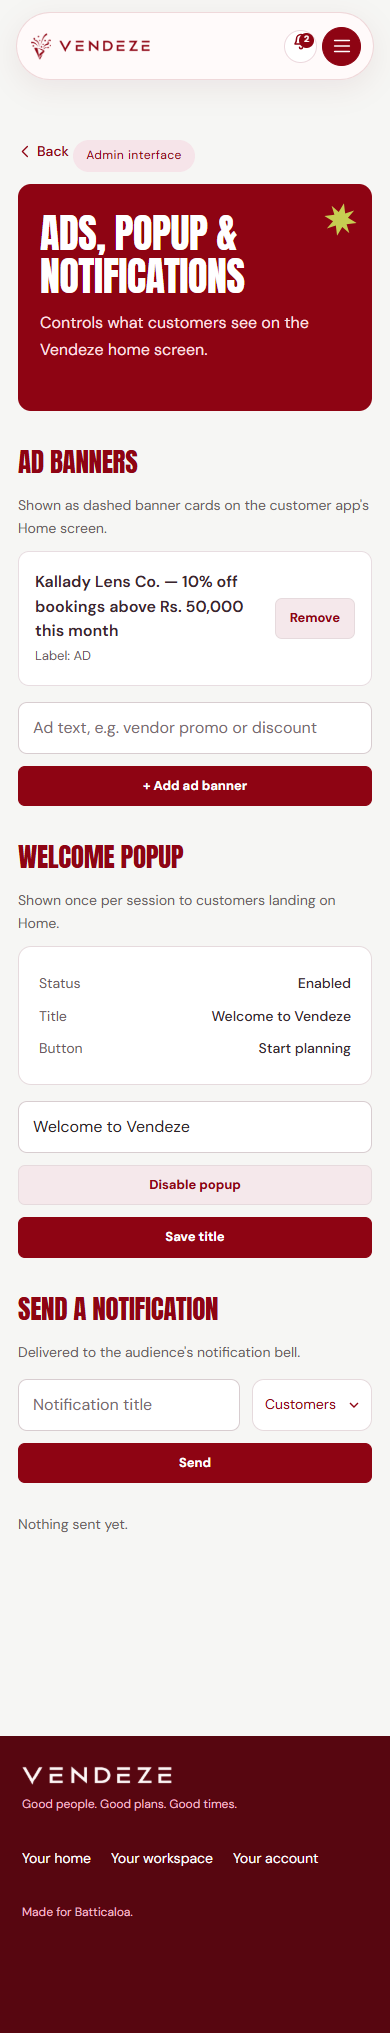 VENDEZE
2
Back
Admin interface
ADS, POPUP &
NOTIFICATIONS
Controls what customers see on the
Vendeze home screen.
AD BANNERS
Shown as dashed banner cards on the customer app's
Home screen.
Kallady Lens Co. — 10% off
bookings above Rs. 50,000
this month
Label: AD
Remove
Ad text, e.g. vendor promo or discount
+ Add ad banner
WELCOME POPUP
Shown once per session to customers landing on
Home.
Status Enabled
Title Welcome to Vendeze
Button Start planning
Welcome to Vendeze
Disable popup
Save title
SEND A NOTIFICATION
Delivered to the audience's notification bell.
Notification title
Customers
Send
Nothing sent yet.
VENDEZE
Good people. Good plans. Good times.
Your home Your workspace Your account
Made for Batticaloa.